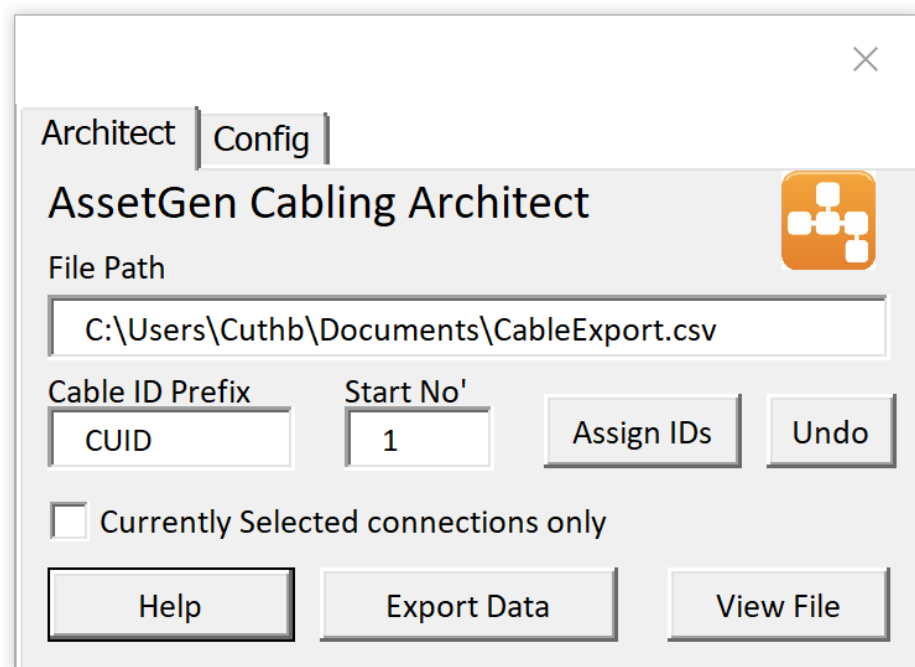 Architect Config
AssetGen Cabling Architect
File Path
C:\Users\Cuthb\Documents\CableExport.csv
Cable ID Prefix Start No'
CUID 1 Assign IDs Undo
Currently Selected connections only
Help Export Data View File